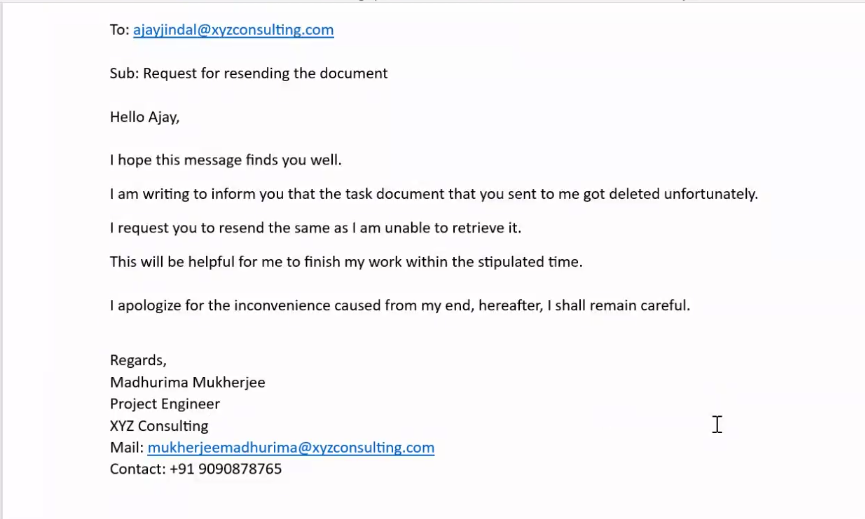 To: ajayjindal@xyzconsulting.com
Sub: Request for resending the document
Hello Ajay,
I hope this message finds you well.
I am writing to inform you that the task document that you sent to me got deleted unfortunately.
I request you to resend the same as I am unable to retrieve it.
This will be helpful for me to finish my work within the stipulated time.
I apologize for the inconvenience caused from my end, hereafter, I shall remain careful.
Regards,
Madhurima Mukherjee
Project Engineer
XYZ Consulting
Mail: mukherjeemadhurima@xyzconsulting.com
Contact: +91 9090878765